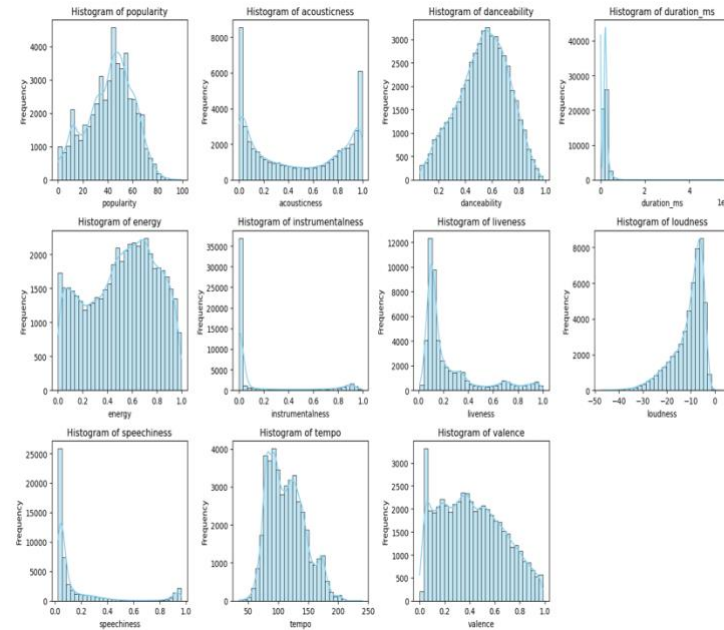 Histogram of popularity
Frequency
4000
3000
2000
1000
0
0 20 40 60 80 100
popularity
Histogram of acousticness
Frequency
8000
6000
4000
2000
0
0.0 0.2 0.4 0.6 0.8 1.0
acousticness
Histogram of danceability
Frequency
3000
2500
2000
1500
1000
500
0
0.2 0.4 0.6 0.8 1.0
danceability
Histogram of duration_ms
Frequency
40000
30000
20000
10000
0
0 2 4
1e
duration_ms
Histogram of energy
Frequency
2000
1500
1000
500
0
0.0 0.2 0.4 0.6 0.8 1.0
energy
Histogram of instrumentalness
Frequency
35000
30000
25000
20000
15000
10000
5000
0
0.0 0.2 0.4 0.6 0.8 1.0
instrumentalness
Histogram of liveness
Frequency
12000
10000
8000
6000
4000
2000
0
0.0 0.2 0.4 0.6 0.8 1.0
liveness
Histogram of loudness
Frequency
8000
6000
4000
2000
0
−50 −40 −30 −20 −10 0
loudness
Histogram of speechiness
Frequency
25000
20000
15000
10000
5000
0
0.0 0.2 0.4 0.6 0.8 1.0
speechiness
Histogram of tempo
Frequency
4000
3000
2000
1000
0
50 100 150 200 250
tempo
Histogram of valence
Frequency
3000
2500
2000
1500
1000
500
0
0.0 0.2 0.4 0.6 0.8 1.0
valence